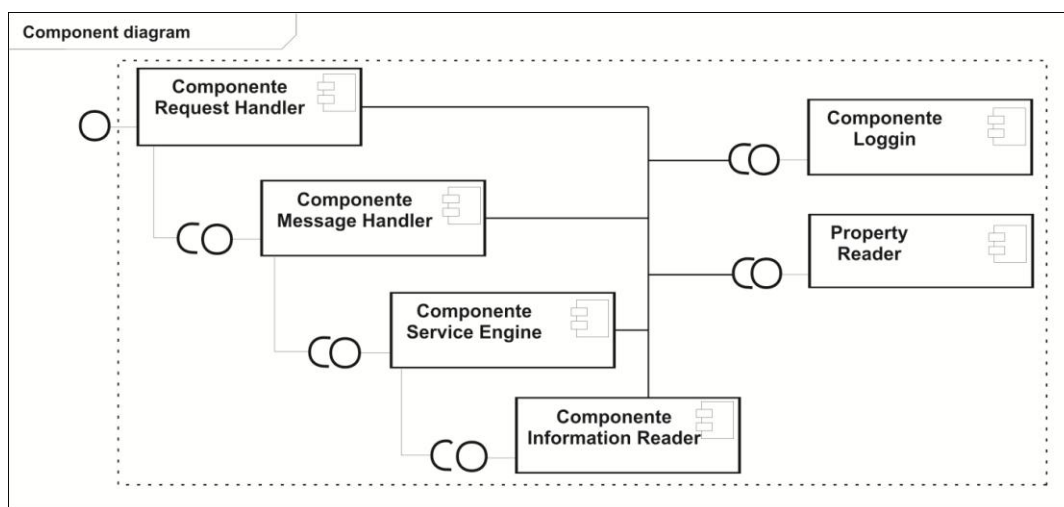 Component diagram
Componente
Request Handler
Componente
Loggin
Componente
Message Handler
Property
Reader
Componente
Service Engine
Componente
Information Reader